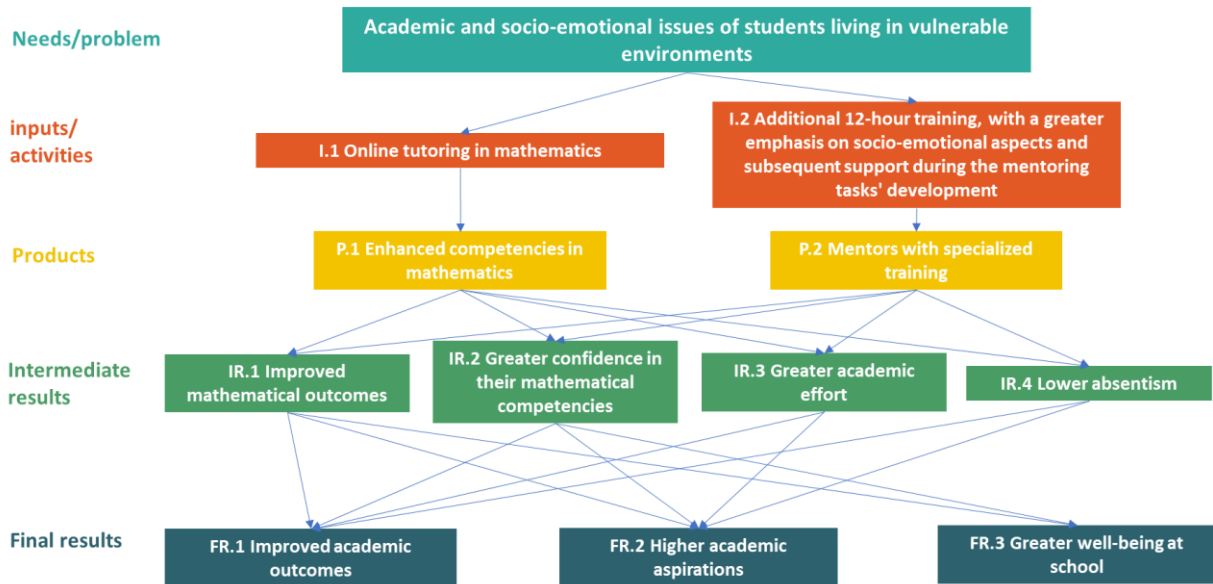 Needs/problem
Academic and socio-emotional issues of students living in vulnerable
environments
inputs/
activities
I.1 Online tutoring in mathematics
I.2 Additional 12-hour training, with a greater
emphasis on socio-emotional aspects and
subsequent support during the mentoring
tasks' development
Products
P.1 Enhanced competencies in
mathematics
P.2 Mentors with specialized
training
Intermediate
results
IR.1 Improved
mathematical outcomes
IR.2 Greater confidence in
their mathematical
competencies
IR.3 Greater academic
effort
IR.4 Lower absentism
Final results
FR.1 Improved academic
outcomes
FR.2 Higher academic
aspirations
FR.3 Greater well-being at
school